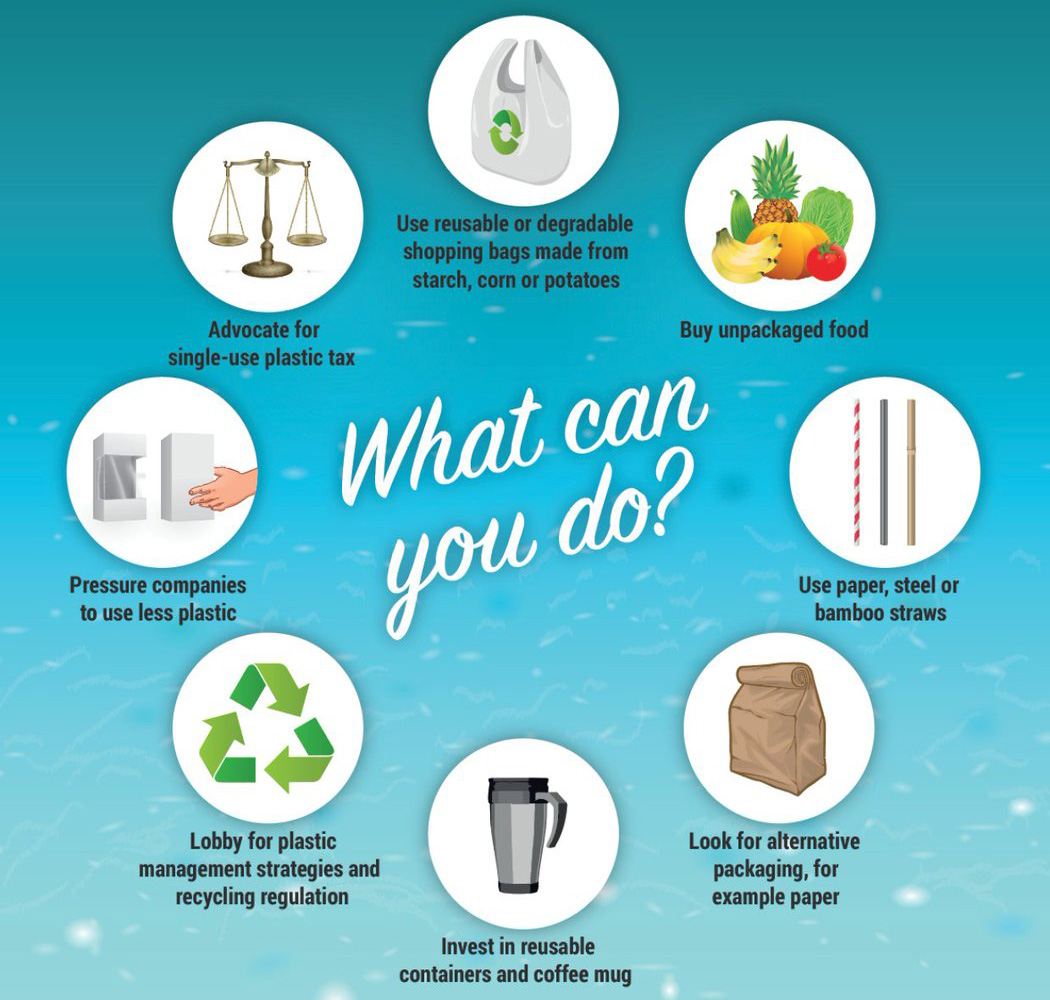 Use reusable or degradable
shopping bags made from
starch, corn or potatoes
Advocate for
single-use plastic tax
Buy unpackaged food
What can
you do?
Pressure companies
to use less plastic
Use paper, steel or
bamboo straws
Lobby for plastic
management strategies and
recycling regulation
Look for alternative
packaging, for
example paper
Invest in reusable
containers and coffee mug